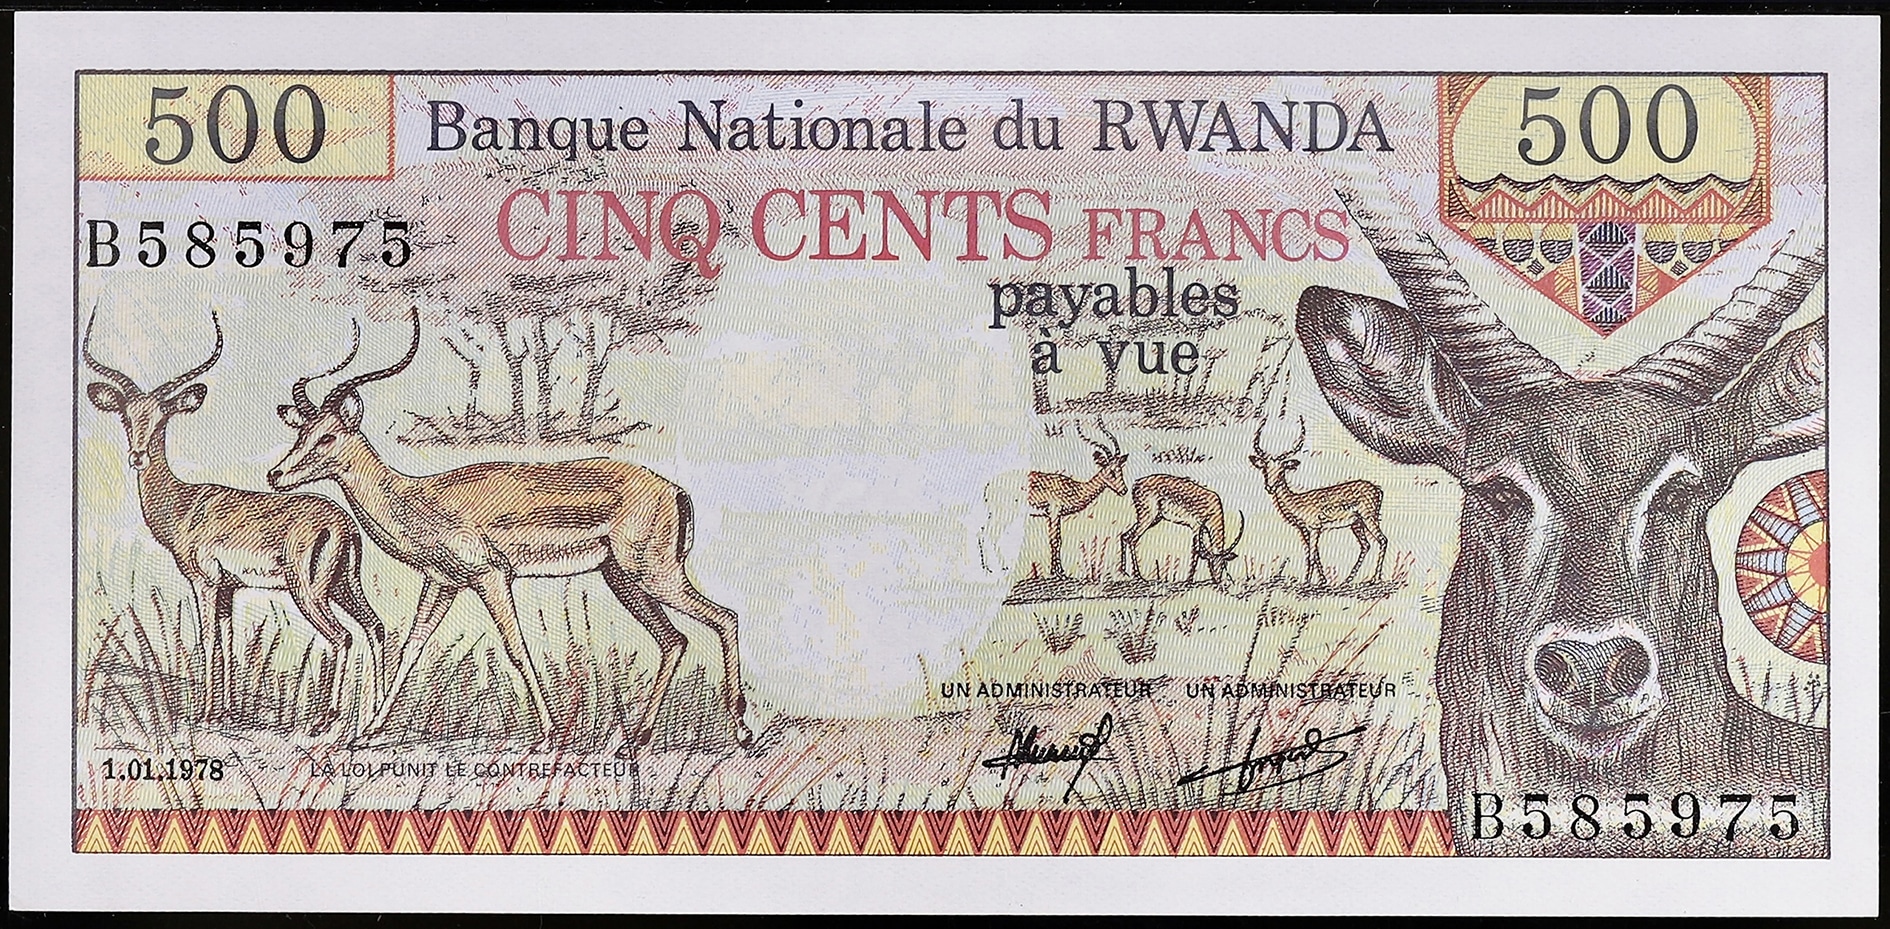 500
Banque Nationale du RWANDA
500
CINQ CENTS FRANCS
B585975
payables
à vue
UN ADMINISTRATEUR UN ADMINISTRATEUR
1.01.1978
LA LOI PUNIT LE CONTREFACTEUR
B585975